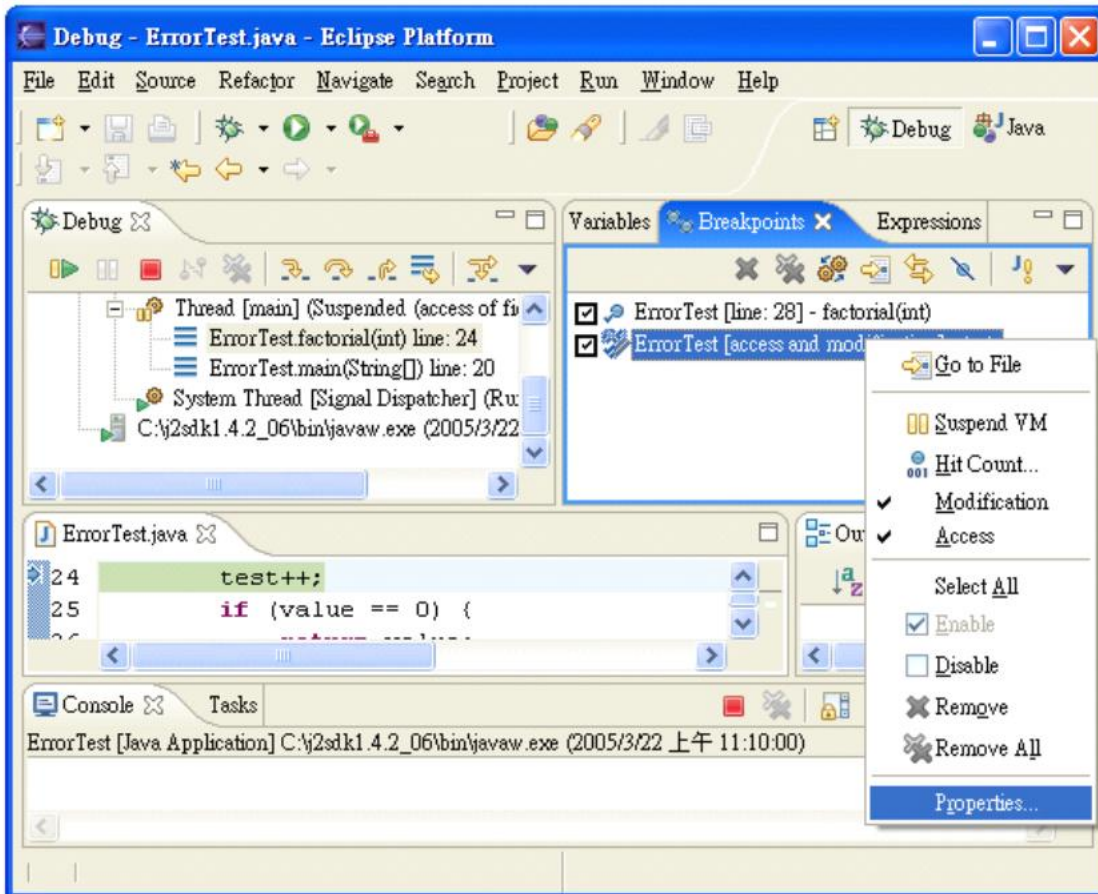 Debug - ErrorTest.java - Eclipse Platform
File Edit Source Refactor Navigate Search Project Run Window Help
Debug Java
Debug
Thread [main] (Suspended (access of fi
ErrorTest.factorial(int) line: 24
ErrorTest.main(String[]) line: 20
System Thread [Signal Dispatcher] (Ru
C:\j2sdk1.4.2_06\bin\javaw.exe (2005/3/22
Variables Breakpoints Expressions
ErrorTest [line: 28] - factorial(int)
ErrorTest [access and
Go to File
Suspend VM
001 Hit Count...
Modification
Access
Select All
Enable
Disable
Remove
Remove All
Properties...
ErrorTest.java
24 test++;
25 if (value == 0) {
Ou
a
z
Console Tasks
ErrorTest [Java Application] C:\j2sdk1.4.2_06\bin\javaw.exe (2005/3/22 上午 11:10:00)